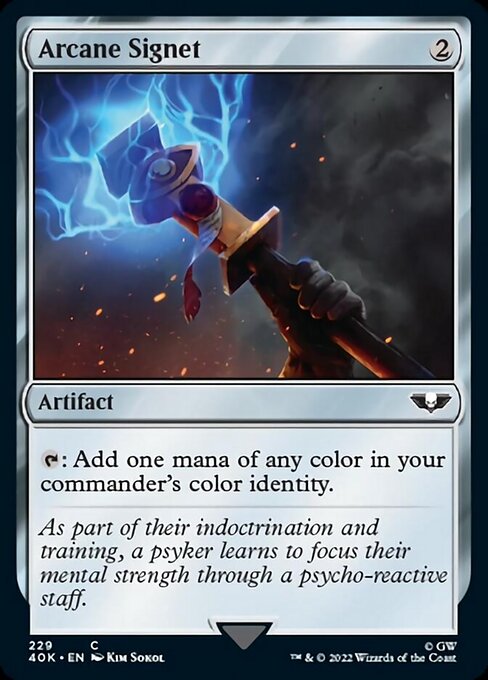 Arcane Signet 2
Artifact
: Add one mana of any color in your
commander's color identity.
As part of their indoctrination and
training, a psyker learns to focus their
mental strength through a psycho-reactive
staff.
229 C © GW
40K • EN Kim Sokol ™ & © 2022 Wizards of the Coast